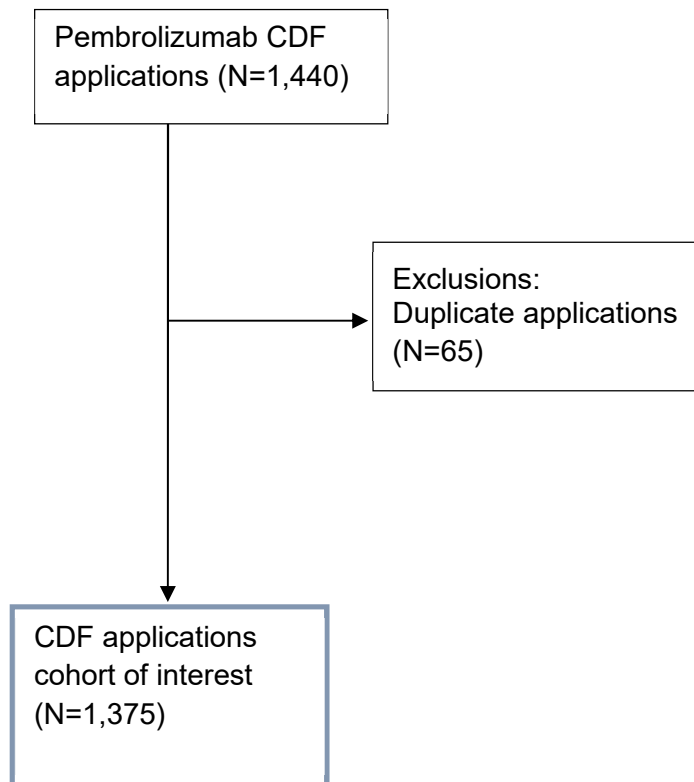 Pembrolizumab CDF
applications (N=1,440)
Exclusions:
Duplicate applications
(N=65)
CDF applications
cohort of interest
(N=1,375)